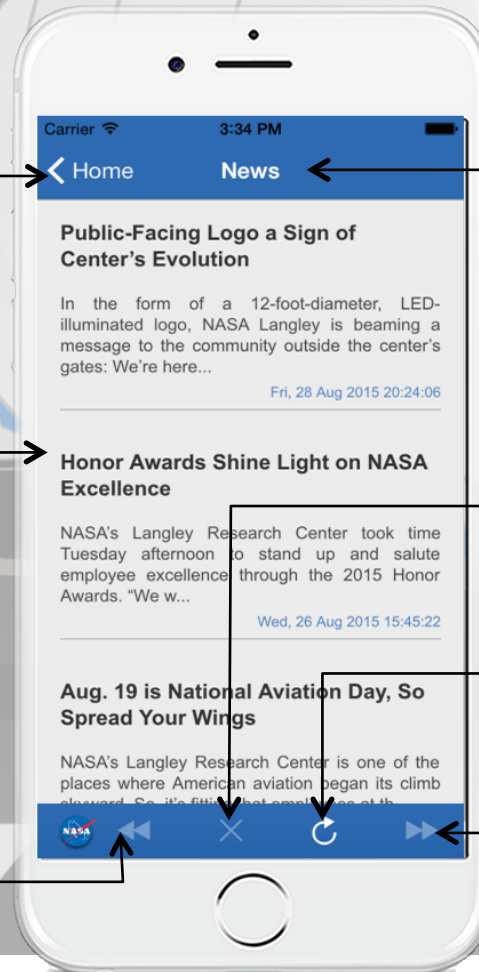 Carrier 3:34 PM
Home News
Public-Facing Logo a Sign of
Center's Evolution
In the form of a 12-foot-diameter, LED-
illuminated logo, NASA Langley is beaming a
message to the community outside the center's
gates: We're here...
Fri, 28 Aug 2015 20:24:06
Honor Awards Shine Light on NASA
Excellence
NASA's Langley Research Center took time
Tuesday afternoon to stand up and salute
employee excellence through the 2015 Honor
Awards. “We w...
Wed, 26 Aug 2015 15:45:22
Aug. 19 is National Aviation Day, So
Spread Your Wings
NASA's Langley Research Center is one of the
places where American aviation began its climb
skyward. So, it's fitting that
NASA